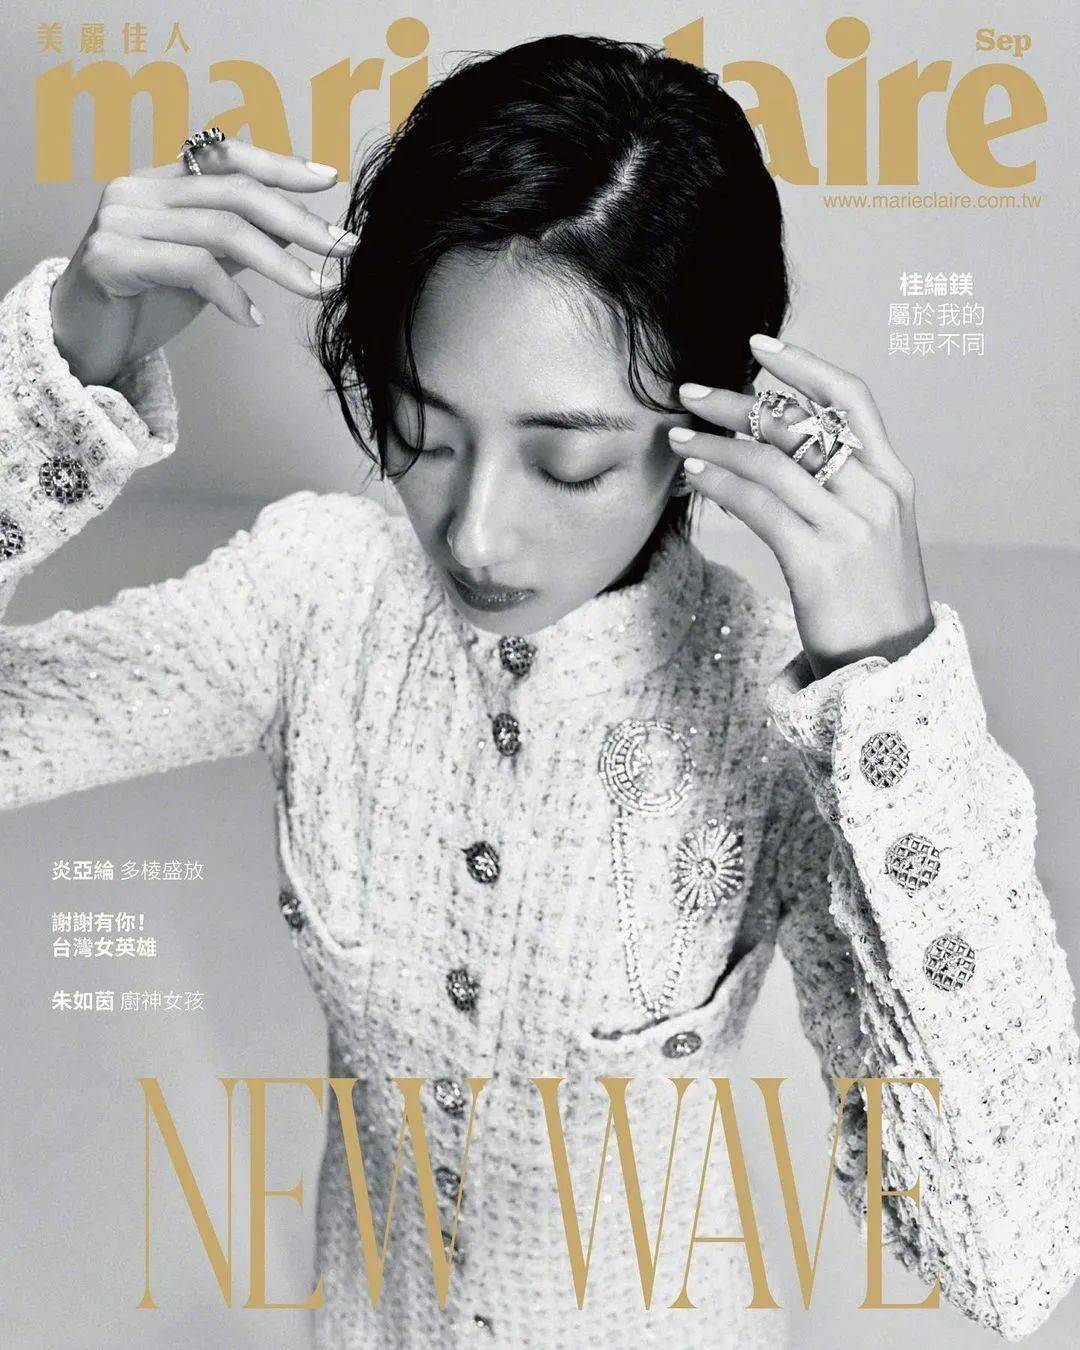 美麗佳人
marie claire
Sep
www.marieclaire.com.tw
桂綸鎂
屬於我的
與眾不同
炎亞綸 多棱盛放
謝謝有你!
台灣女英雄
朱如茵 廚神女孩
NEW WAVE